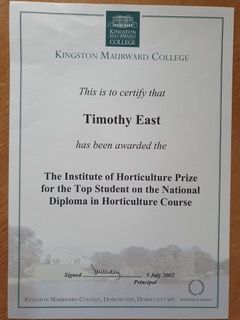 KINGSTON
MAURWARD
COLLEGE
KINGSTON MAURWARD COLLEGE
This is to certify that
Timothy East
has been awarded the
The Institute of Horticulture Prize
for the Top Student on the National
Diploma in Horticulture Course
Signed 5 July 2002
Principal
KINGSTON MAURWARD COLLEGE, DORCHESTER, DORSET DT2 8PY